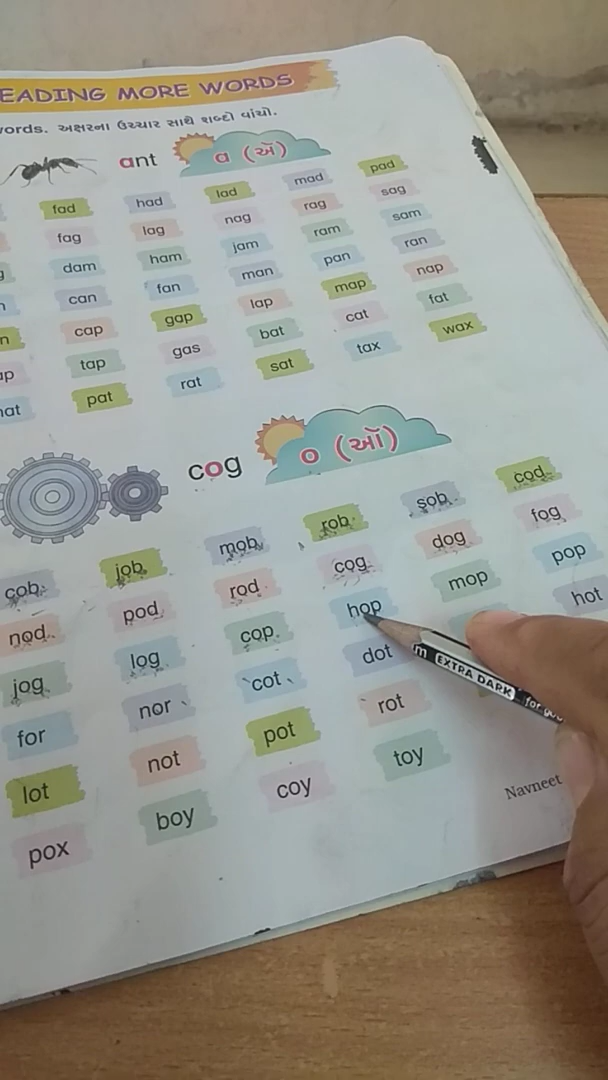 EADING MORE WORDS
words. અક્ષરના ઉચ્ચાર સાથે શબ્દો વાંચો.
ant a (ઍ)
fad had lad mad pad
fag lag nag rag sag
dam ham jam ram sam
can fan man pan ran
cap gap lap map nap
tap gas bat cat fat
pat rat sat tax wax
cog o (ઑ)
cob job mob rob sob cod
nod pod rod cog dog fog
jog log cop hop mop pop
for nor cot dot hot
lot not pot rot
pox boy coy toy
EXTRA DARK
Navneet